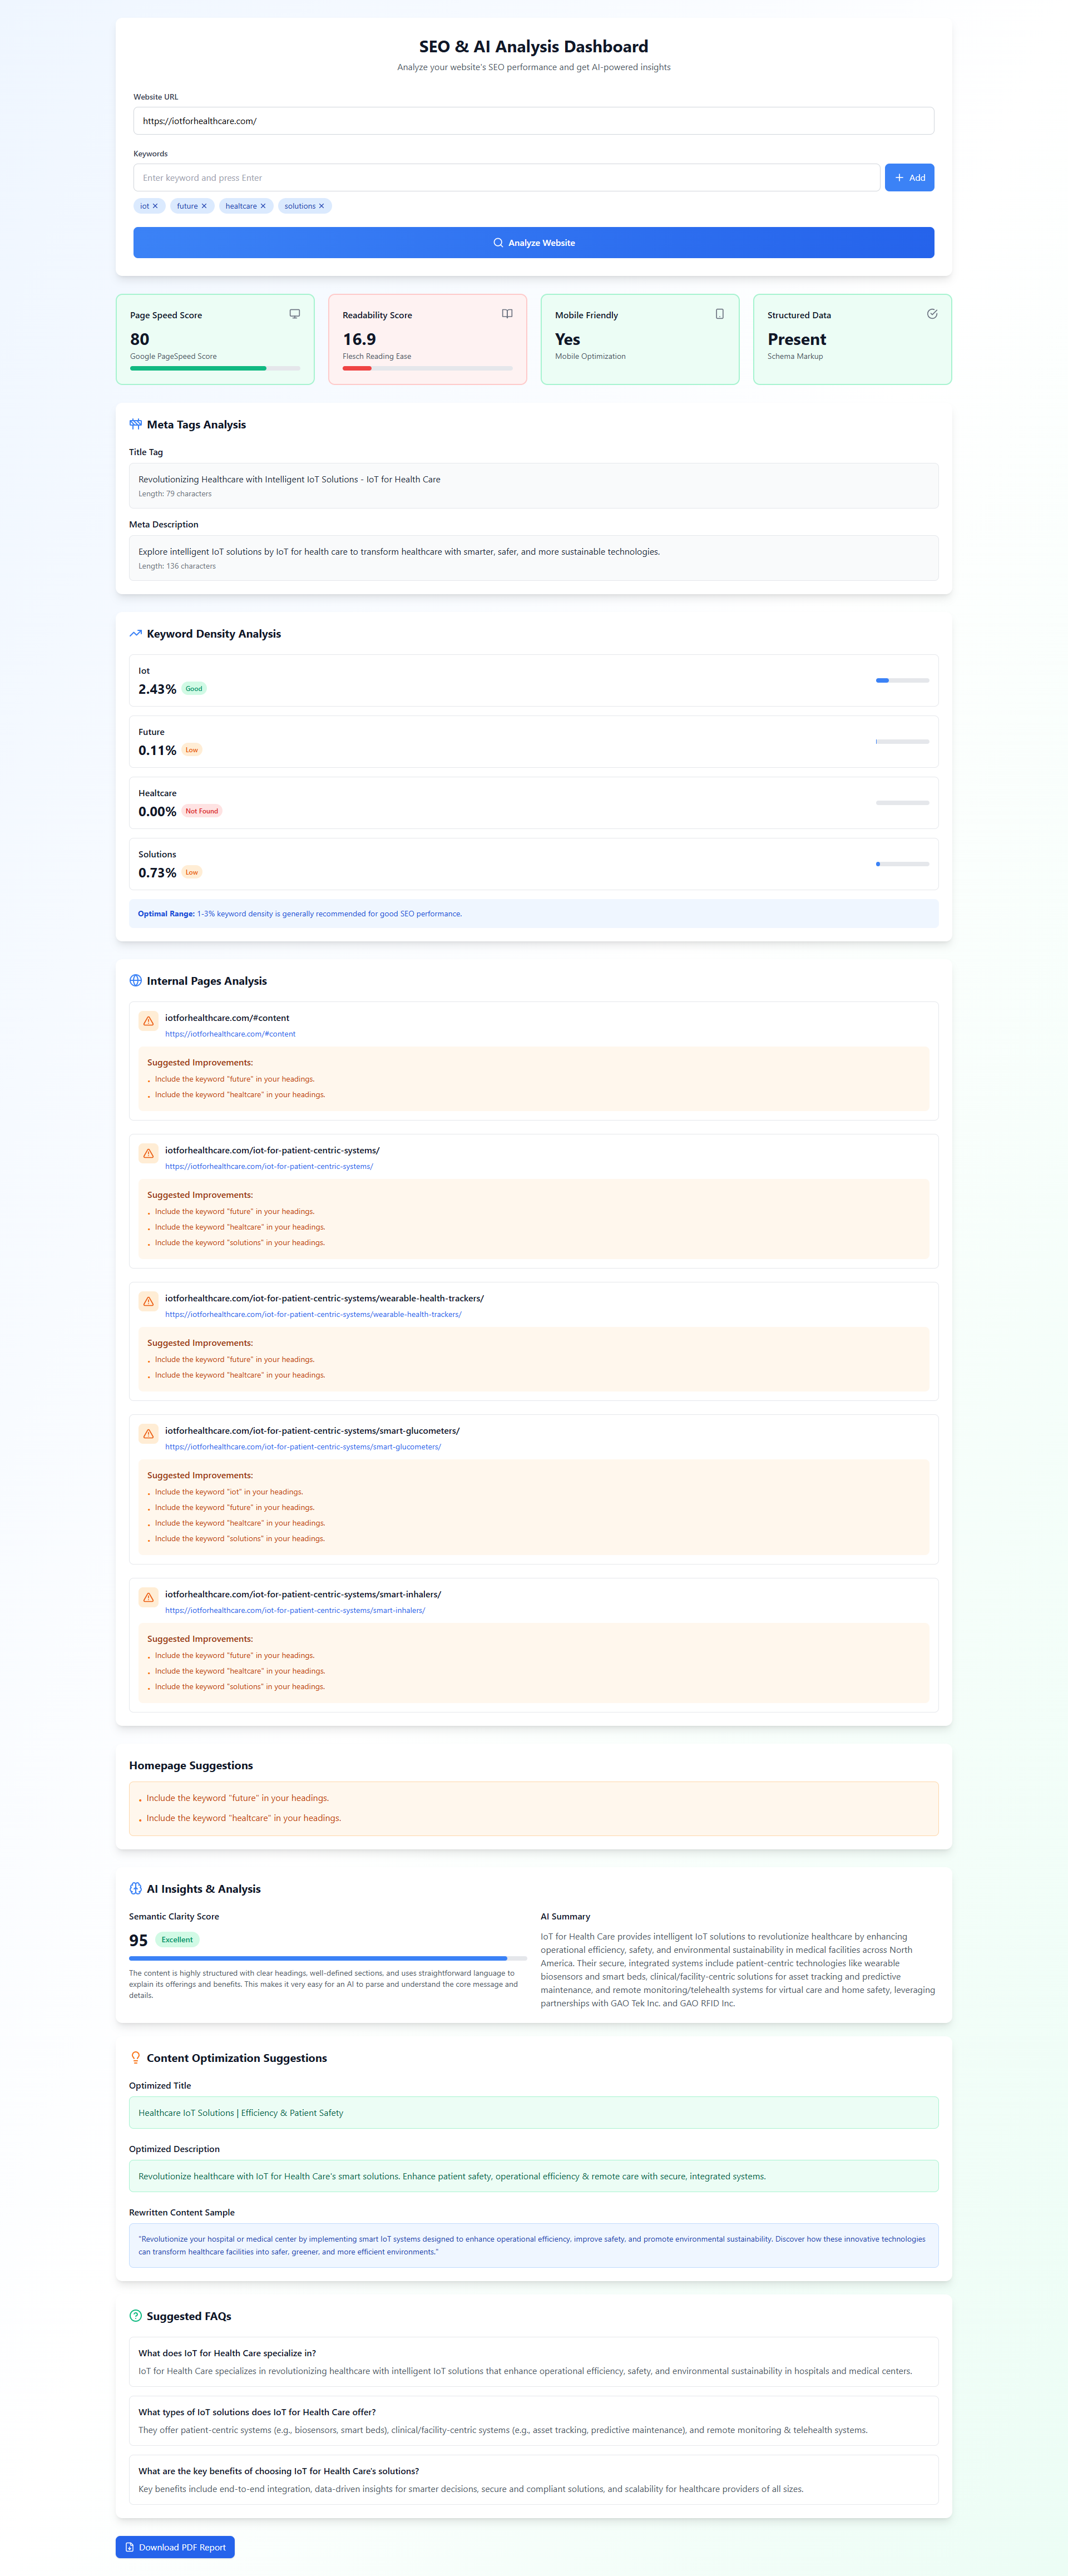 SEO & AI Analysis Dashboard
Analyze your website's SEO performance and get AI-powered insights
Website URL
https://iotforhealthcare.com/
Keywords
Enter keyword and press Enter
+ Add
iot ✕ future ✕ healtcare ✕ solutions ✕
Analyze Website
Page Speed Score
80
Google PageSpeed Score
Readability Score
16.9
Flesch Reading Ease
Mobile Friendly
Yes
Mobile Optimization
Structured Data
Present
Schema Markup
Meta Tags Analysis
Title Tag
Revolutionizing Healthcare with Intelligent IoT Solutions - IoT for Health Care
Length: 79 characters
Meta Description
Explore intelligent IoT solutions by IoT for health care to transform healthcare with smarter, safer, and more sustainable technologies.
Length: 136 characters
Keyword Density Analysis
Iot
2.43% Good
Future
0.11% Low
Healtcare
0.00% Not Found
Solutions
0.73% Low
Optimal Range: 1-3% keyword density is generally recommended for good SEO performance.
Internal Pages Analysis
iotforhealthcare.com/#content
https://iotforhealthcare.com/#content
Suggested Improvements:
• Include the keyword "future" in your headings.
• Include the keyword "healtcare" in your headings.
iotforhealthcare.com/iot-for-patient-centric-systems/
https://iotforhealthcare.com/iot-for-patient-centric-systems/
Suggested Improvements:
• Include the keyword "future" in your headings.
• Include the keyword "healtcare" in your headings.
• Include the keyword "solutions" in your headings.
iotforhealthcare.com/iot-for-patient-centric-systems/wearable-health-trackers/
https://iotforhealthcare.com/iot-for-patient-centric-systems/wearable-health-trackers/
Suggested Improvements:
• Include the keyword "future" in your headings.
• Include the keyword "healtcare" in your headings.
iotforhealthcare.com/iot-for-patient-centric-systems/smart-glucometers/
https://iotforhealthcare.com/iot-for-patient-centric-systems/smart-glucometers/
Suggested Improvements:
• Include the keyword "iot" in your headings.
• Include the keyword "future" in your headings.
• Include the keyword "healtcare" in your headings.
• Include the keyword "solutions" in your headings.
iotforhealthcare.com/iot-for-patient-centric-systems/smart-inhalers/
https://iotforhealthcare.com/iot-for-patient-centric-systems/smart-inhalers/
Suggested Improvements:
• Include the keyword "future" in your headings.
• Include the keyword "healtcare" in your headings.
• Include the keyword "solutions" in your headings.
Homepage Suggestions
• Include the keyword "future" in your headings.
• Include the keyword "healtcare" in your headings.
AI Insights & Analysis
Semantic Clarity Score
95 Excellent
The content is highly structured with clear headings, well-defined sections, and uses straightforward language to
explain its offerings and benefits. This makes it very easy for an AI to parse and understand the core message and
details.
AI Summary
IoT for Health Care provides intelligent IoT solutions to revolutionize healthcare by enhancing
operational efficiency, safety, and environmental sustainability in medical facilities across North
America. Their secure, integrated systems include patient-centric technologies like wearable
biosensors and smart beds, clinical/facility-centric solutions for asset tracking and predictive
maintenance, and remote monitoring/telehealth systems for virtual care and home safety, leveraging
partnerships with GAO Tek Inc. and GAO RFID Inc.
Content Optimization Suggestions
Optimized Title
Healthcare IoT Solutions | Efficiency & Patient Safety
Optimized Description
Revolutionize healthcare with IoT for Health Care's smart solutions. Enhance patient safety, operational efficiency & remote care with secure, integrated systems.
Rewritten Content Sample
"Revolutionize your hospital or medical center by implementing smart IoT systems designed to enhance operational efficiency, improve safety, and promote environmental sustainability. Discover how these innovative technologies
can transform healthcare facilities into safer, greener, and more efficient environments."
Suggested FAQs
What does IoT for Health Care specialize in?
IoT for Health Care specializes in revolutionizing healthcare with intelligent IoT solutions that enhance operational efficiency, safety, and environmental sustainability in hospitals and medical centers.
What types of IoT solutions does IoT for Health Care offer?
They offer patient-centric systems (e.g., biosensors, smart beds), clinical/facility-centric systems (e.g., asset tracking, predictive maintenance), and remote monitoring & telehealth systems.
What are the key benefits of choosing IoT for Health Care's solutions?
Key benefits include end-to-end integration, data-driven insights for smarter decisions, secure and compliant solutions, and scalability for healthcare providers of all sizes.
Download PDF Report